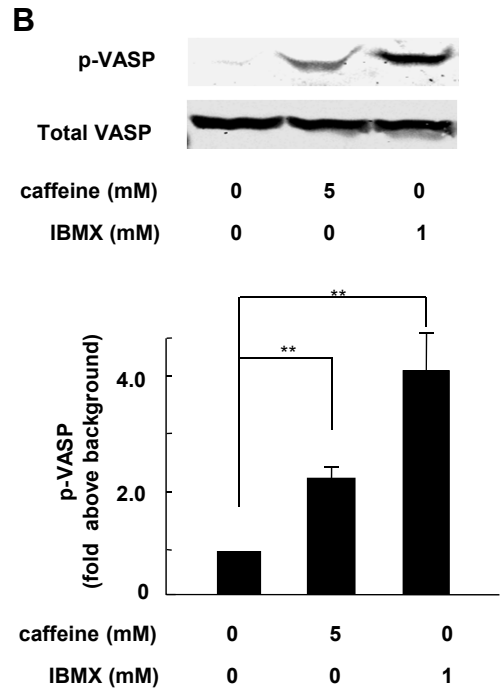 B
p-VASP
Total VASP
caffeine (mM) 0 5 0
IBMX (mM) 0 0 1
**
**
p-VASP
(fold above background)
4.0
2.0
0
caffeine (mM) 0 5 0
IBMX (mM) 0 0 1